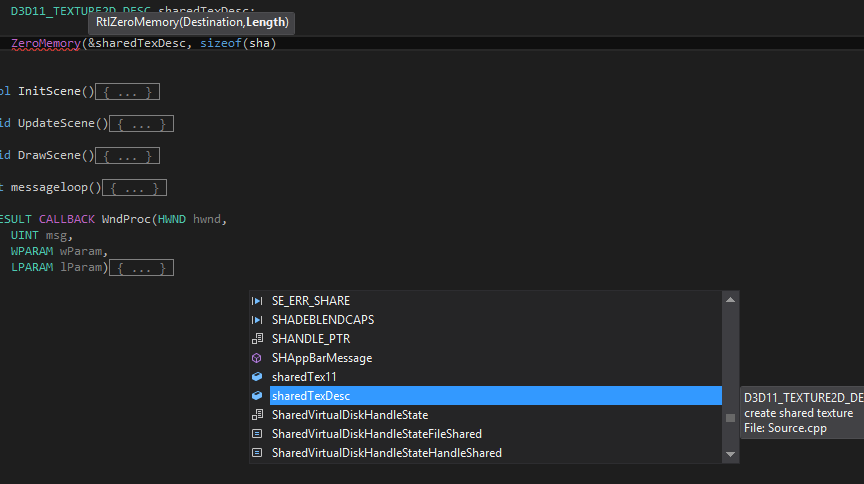 D3D11_TEXTURE2D_DESC sharedTexDesc;
RtlZeroMemory(Destination,Length)
ZeroMemory(&sharedTexDesc, sizeof(sha)
ol InitScene(){ ... }
id UpdateScene(){ ... }
id DrawScene(){ ... }
t messageloop(){ ... }
ESULT CALLBACK WndProc(HWND hwnd,
UINT msg,
WPARAM wParam,
LPARAM lParam){ ... }
SE_ERR_SHARE
SHADEBLENDCAPS
SHANDLE_PTR
SHAppBarMessage
sharedTex11
sharedTexDesc
SharedVirtualDiskHandleState
SharedVirtualDiskHandleStateFileShared
SharedVirtualDiskHandleStateHandleShared
D3D11_TEXTURE2D_DE
create shared texture
File: Source.cpp